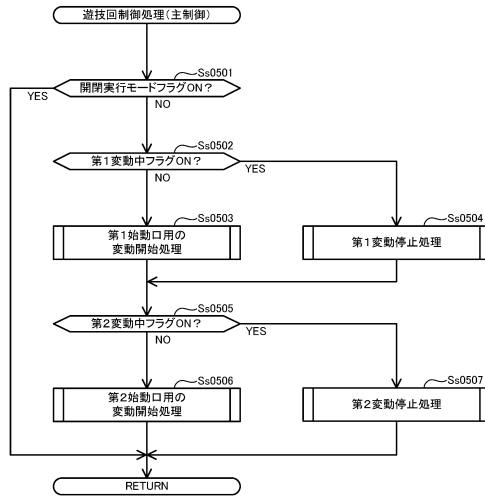 遊技回制御処理(主制御)
Ss0501
開閉実行モードフラグON?
YES
NO
Ss0502
第1変動中フラグON?
YES
NO
Ss0503
第1始動口用の
変動開始処理
Ss0504
第1変動停止処理
Ss0505
第2変動中フラグON?
YES
NO
Ss0506
第2始動口用の
変動開始処理
Ss0507
第2変動停止処理
RETURN